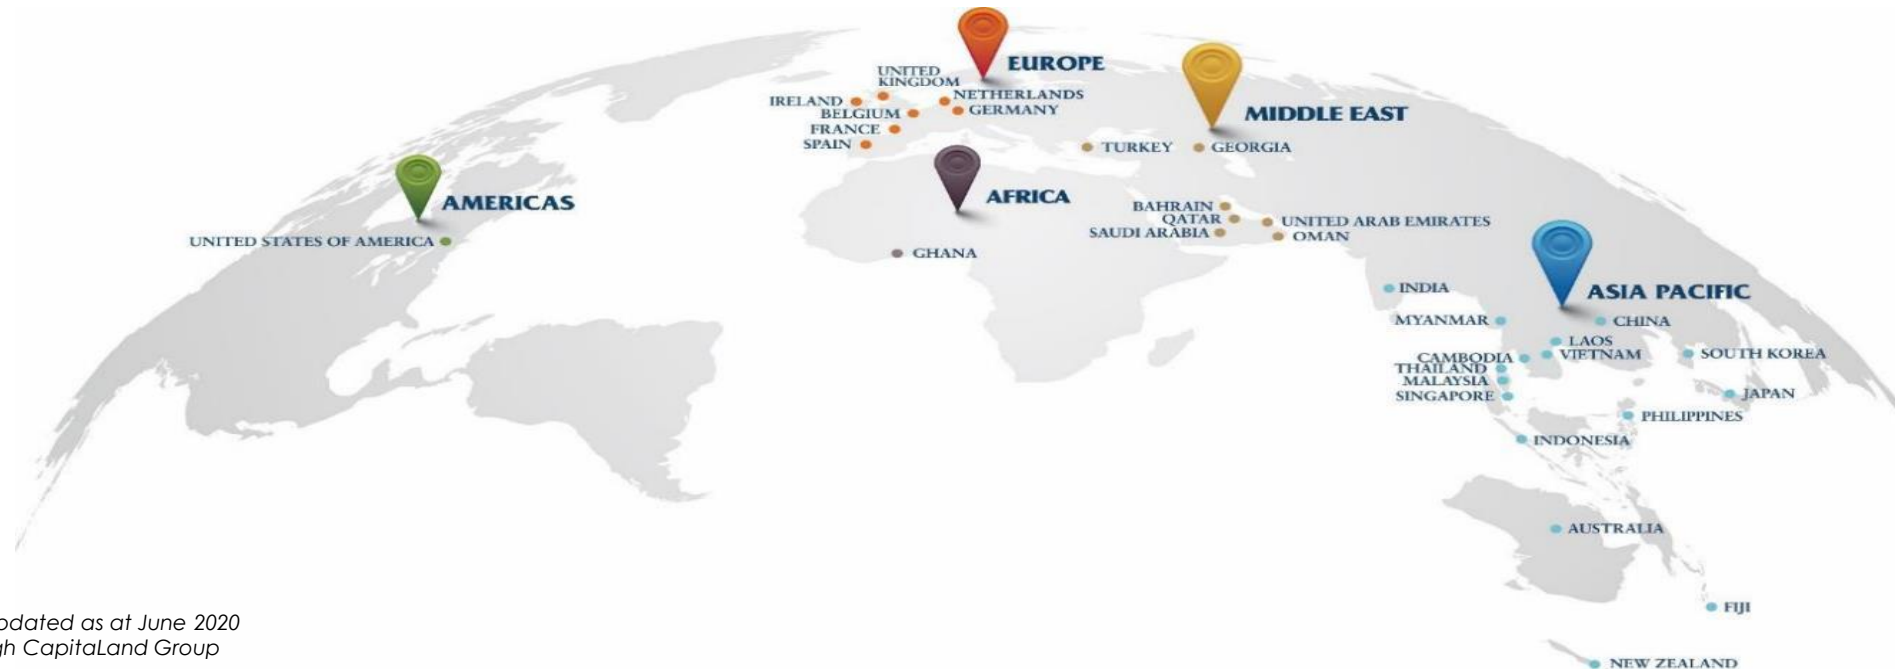 EUROPE
UNITED
KINGDOM
IRELAND
NETHERLANDS
BELGIUM
GERMANY
FRANCE
SPAIN
MIDDLE EAST
TURKEY
GEORGIA
BAHRAIN
QATAR
UNITED ARAB EMIRATES
SAUDI ARABIA
OMAN
AMERICAS
UNITED STATES OF AMERICA
AFRICA
GHANA
ASIA PACIFIC
INDIA
MYANMAR
CHINA
LAOS
CAMBODIA
VIETNAM
SOUTH KOREA
THAILAND
MALAYSIA
SINGAPORE
JAPAN
PHILIPPINES
INDONESIA
AUSTRALIA
FIJI
NEW ZEALAND
as at June 2020
CapitaLand Group